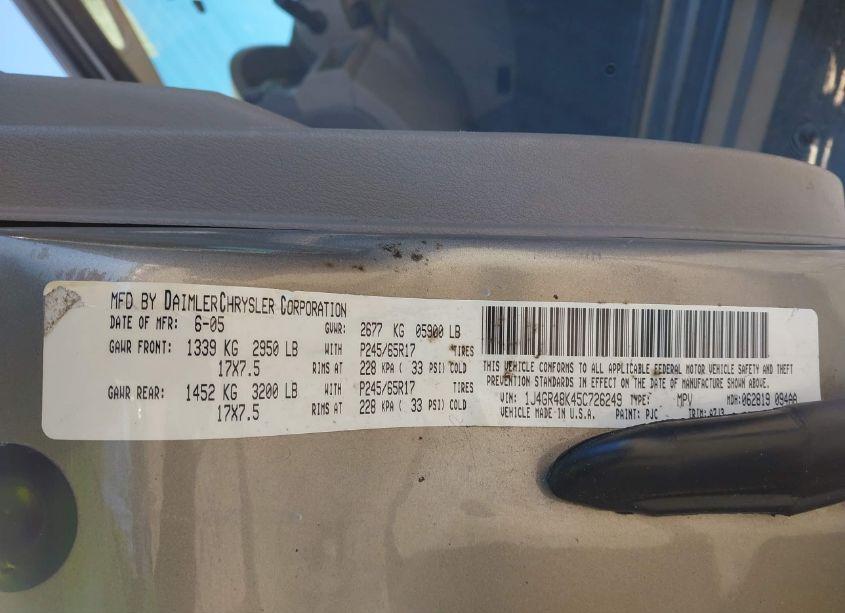 MFD BY DAIMLERCHRYSLER CORPORATION
DATE OF MFR: 6-05 GVWR: 2677 KG 05900 LB
GAWR FRONT: 1339 KG 2950 LB WITH P245/65R17 TIRES
17X7.5 RIMS AT 228 KPA ( 33 PSI) COLD
GAWR REAR: 1452 KG 3200 LB WITH P245/65R17 TIRES
17X7.5 RIMS AT 228 KPA ( 33 PSI) COLD
THIS VEHICLE CONFORMS TO ALL APPLICABLE FEDERAL MOTOR VEHICLE SAFETY AND THEFT
PREVENTION STANDARDS IN EFFECT ON THE DATE OF MANUFACTURE SHOWN ABOVE.
VIN: 1J4GR48K45C726249 TYPE: MPV MDH: 062819 094AA
VEHICLE MADE IN U.S.A. PAINT: PJC TRIM: